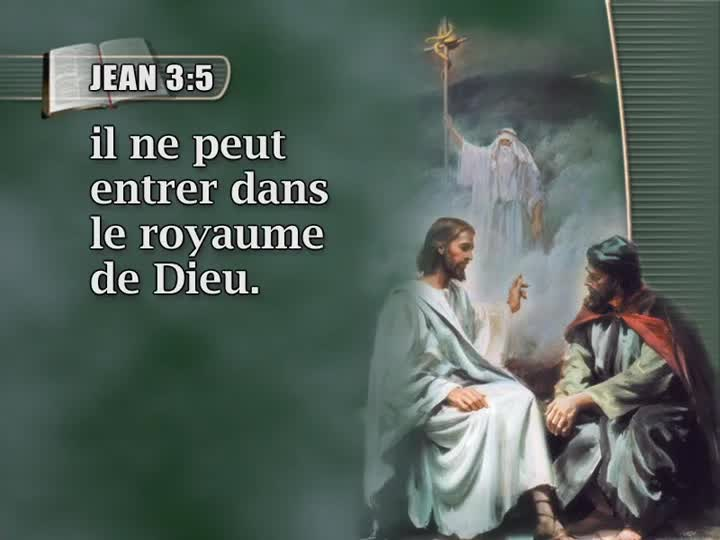 JEAN 3:5
il ne peut
entrer dans
le royaume
de Dieu.